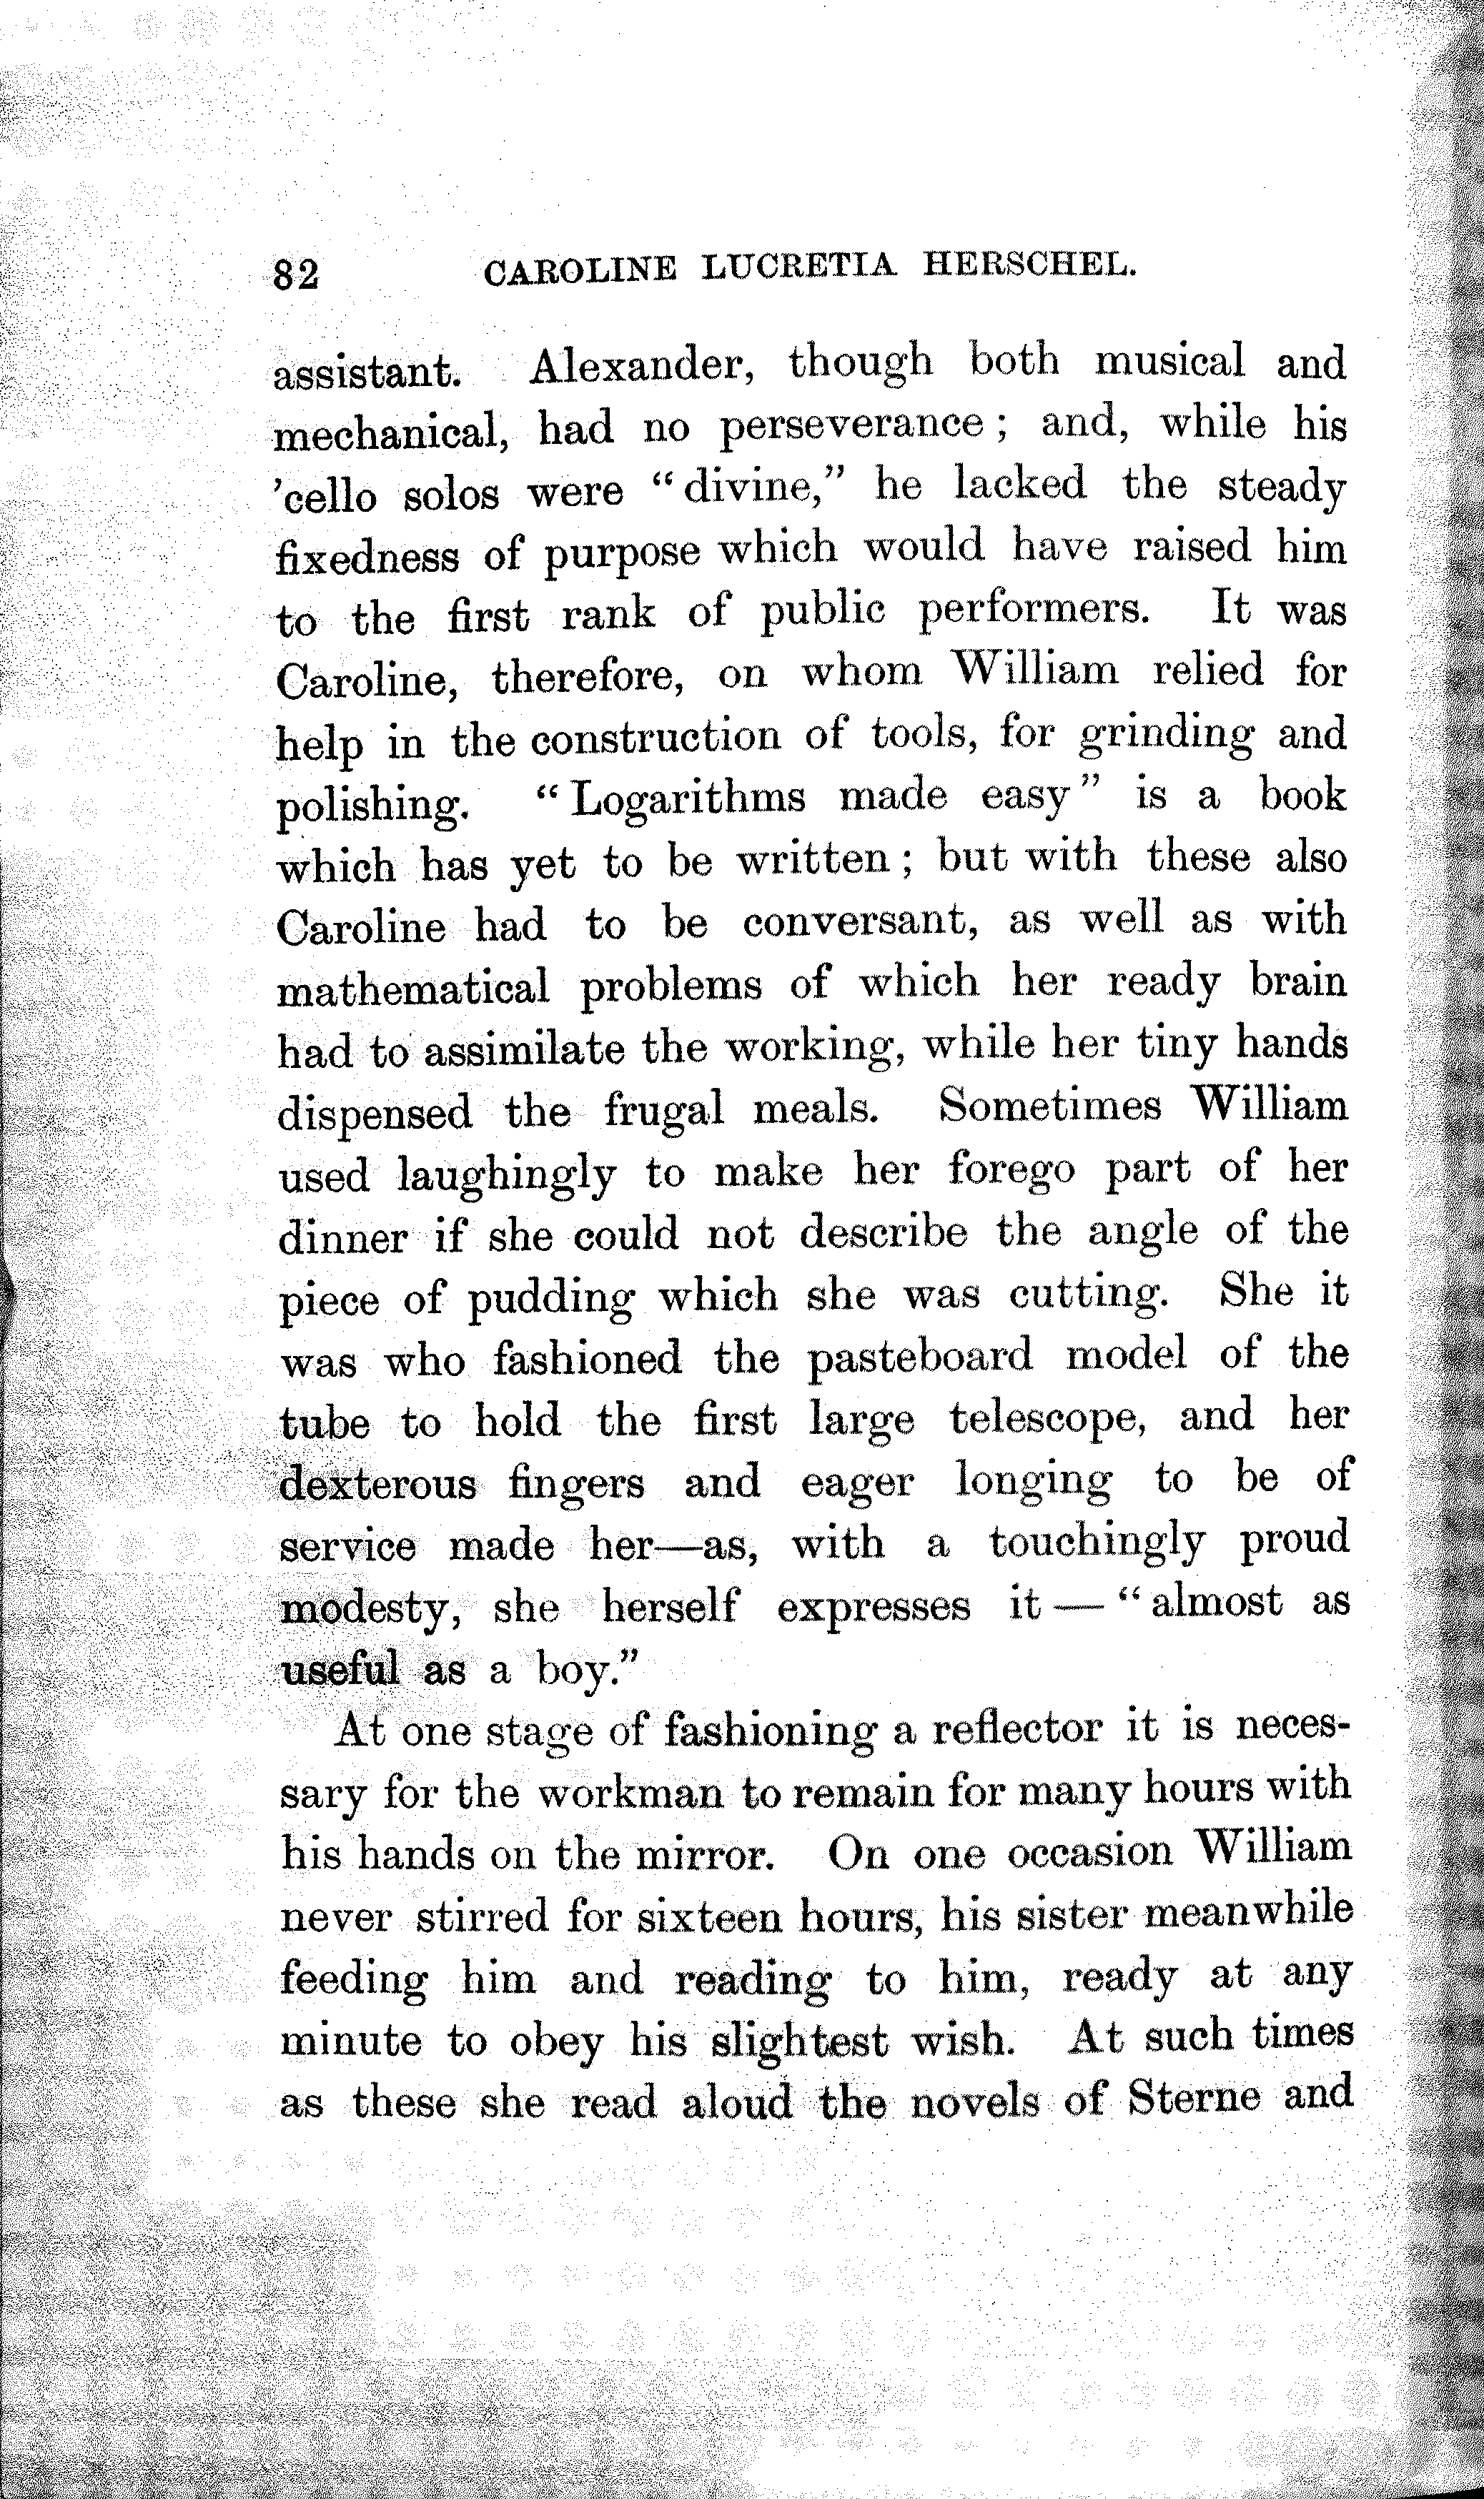 82 CAROLINE LUCRETIA HERSCHEL.
assistant. Alexander, though both musical and
mechanical, had no perseverance; and, while his
'cello solos were "divine," he lacked the steady
fixedness of purpose which would have raised him
to the first rank of public performers. It was
Caroline, therefore, on whom William relied for
help in the construction of tools, for grinding and
polishing. "Logarithms made easy" is a book
which has yet to be written; but with these also
Caroline had to be conversant, as well as with
mathematical problems of which her ready brain
had to assimilate the working, while her tiny hands
dispensed the frugal meals. Sometimes William
used laughingly to make her forego part of her
dinner if she could not describe the angle of the
piece of pudding which she was cutting. She it
was who fashioned the pasteboard model of the
tube to hold the first large telescope, and her
dexterous fingers and eager longing to be of
service made her—as, with a touchingly proud
modesty, she herself expresses it—"almost as
useful as a boy."
At one stage of fashioning a reflector it is neces-
sary for the workman to remain for many hours with
his hands on the mirror. On one occasion William
never stirred for sixteen hours, his sister meanwhile
feeding him and reading to him, ready at any
minute to obey his slightest wish. At such times
as these she read aloud the novels of Sterne and